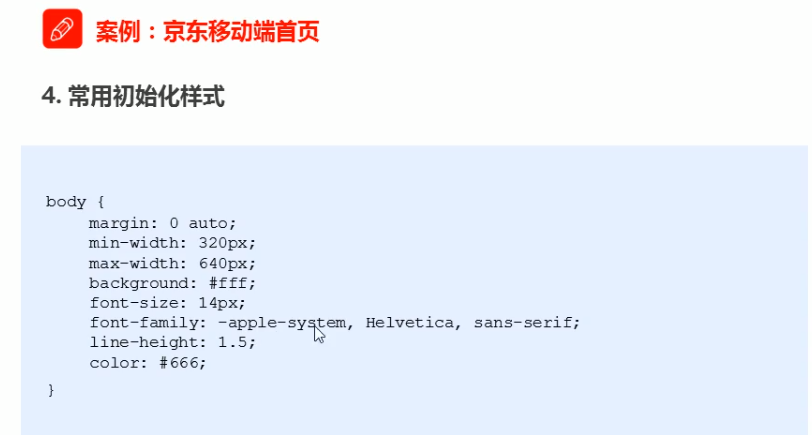 案例：京东移动端首页
4. 常用初始化样式
body {
margin: 0 auto;
min-width: 320px;
max-width: 640px;
background: #fff;
font-size: 14px;
font-family: -apple-system, Helvetica, sans-serif;
line-height: 1.5;
color: #666;
}